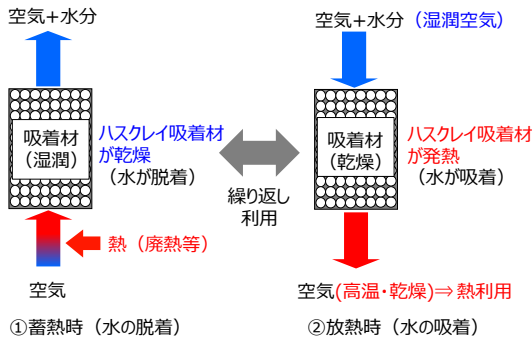 空気+水分
吸着材
（湿潤）
ハスクレイ吸着材
が乾燥
（水が脱着）
熱（廃熱等）
空気
①蓄熱時（水の脱着）
繰り返し
利用
空気+水分（湿潤空気）
吸着材
（乾燥）
ハスクレイ吸着材
が発熱
（水が吸着）
空気(高温・乾燥)⇒熱利用
②放熱時（水の吸着）